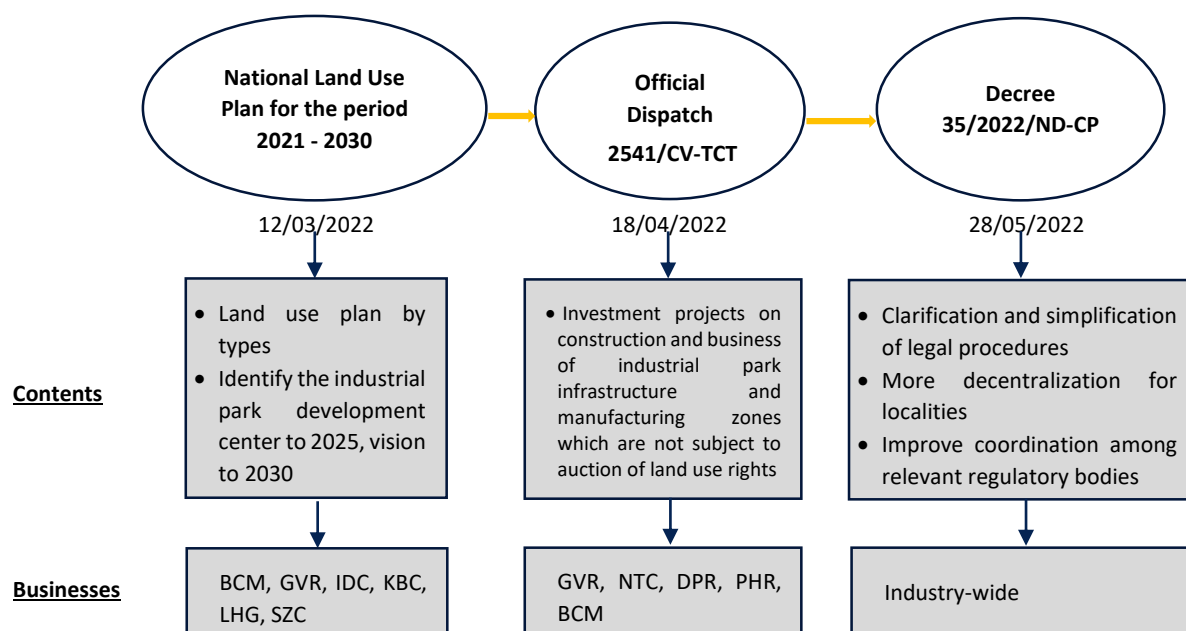 National Land Use
Plan for the period
2021 - 2030
Official
Dispatch
2541/CV-TCT
Decree
35/2022/ND-CP
12/03/2022
18/04/2022
28/05/2022
Contents
• Land use plan by
types
• Identify the industrial
park development
center to 2025, vision
to 2030
• Investment projects on
construction and business
of industrial park
infrastructure and
manufacturing zones
which are not subject to
auction of land use rights
• Clarification and simplification
of legal procedures
• More decentralization for
localities
• Improve coordination among
relevant regulatory bodies
Businesses
BCM, GVR, IDC, KBC,
LHG, SZC
GVR, NTC, DPR, PHR,
BCM
Industry-wide